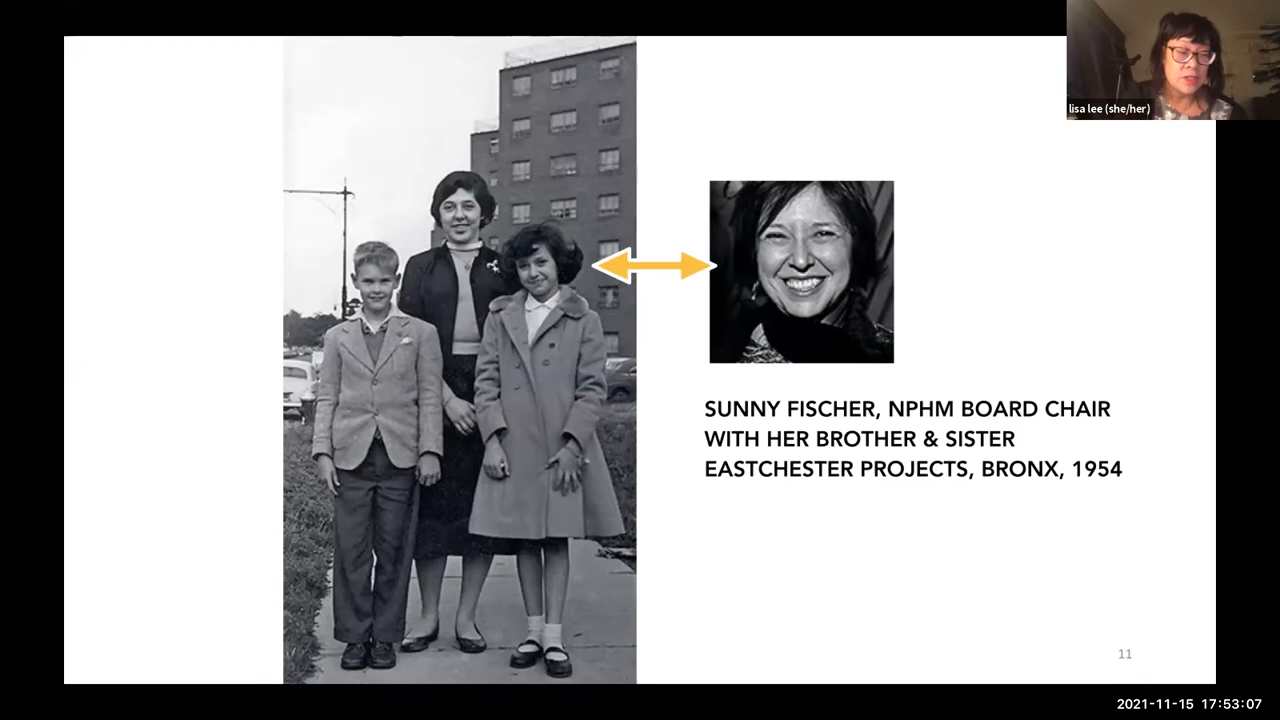 lisa lee (she/her)
SUNNY FISCHER, NPHM BOARD CHAIR
WITH HER BROTHER & SISTER
EASTCHESTER PROJECTS, BRONX, 1954
11
2021-11-15 17:53:07